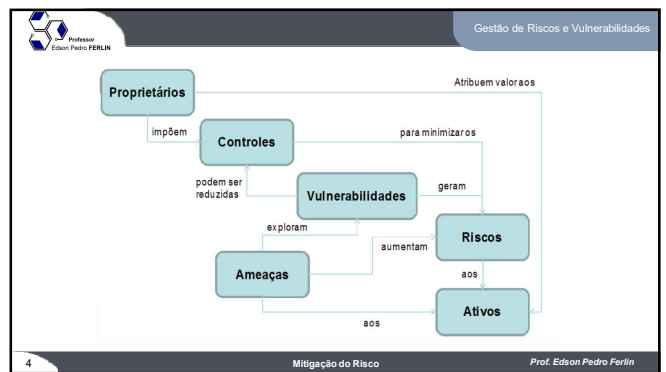 Professor
Edson Pedro FERLIN
Gestão de Riscos e Vulnerabilidades
Proprietários
Atribuem valor aos
impõem
Controles
para minimizar os
podem ser
reduzidas
Vulnerabilidades
geram
exploram
aumentam
Riscos
Ameaças
aos
Ativos
aos
4
Mitigação do Risco
Prof. Edson Pedro Ferlin